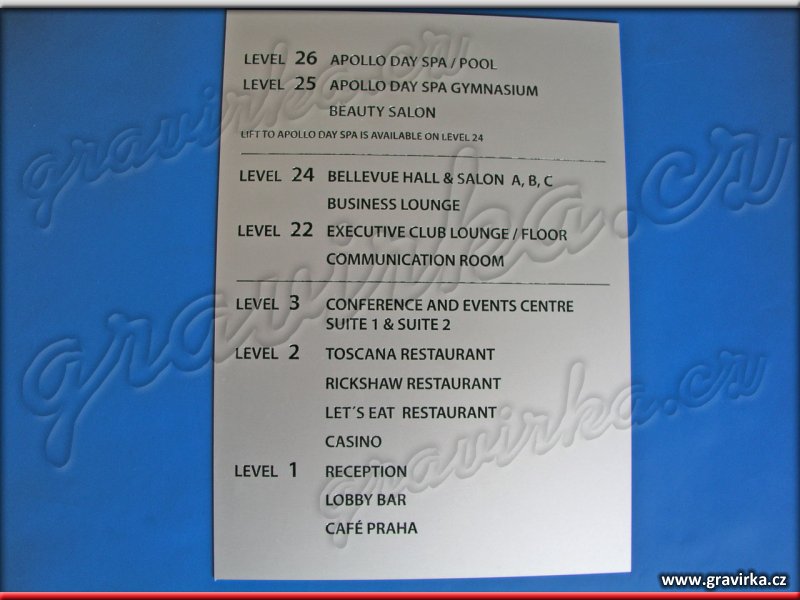 LEVEL 26 APOLLO DAY SPA / POOL
LEVEL 25 APOLLO DAY SPA GYMNASIUM
BEAUTY SALON
LIFT TO APOLLO DAY SPA IS AVAILABLE ON LEVEL 24
LEVEL 24 BELLEVUE HALL & SALON A, B, C
BUSINESS LOUNGE
LEVEL 22 EXECUTIVE CLUB LOUNGE / FLOOR
COMMUNICATION ROOM
LEVEL 3 CONFERENCE AND EVENTS CENTRE
SUITE 1 & SUITE 2
LEVEL 2 TOSCANA RESTAURANT
RICKSHAW RESTAURANT
LET´S EAT RESTAURANT
CASINO
LEVEL 1 RECEPTION
LOBBY BAR
CAFÉ PRAHA
gravirka.cz
gravirka.cz
gravirka.cz
www.gravirka.cz